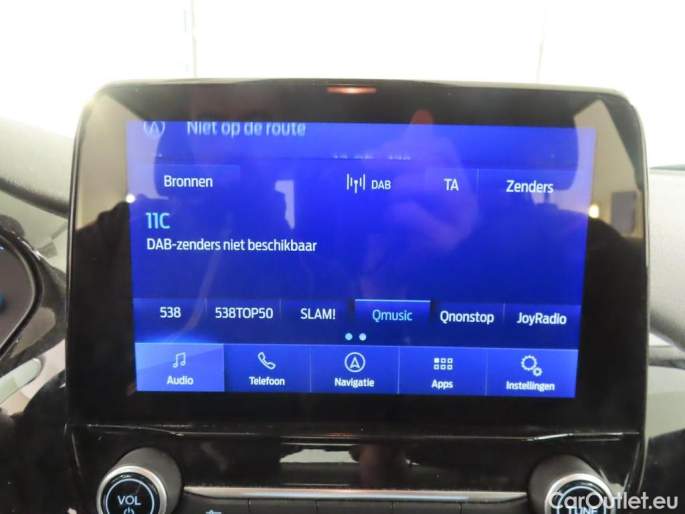 Niet op de route
Bronnen DAB TA Zenders
11C
DAB-zenders niet beschikbaar
538 538TOP50 SLAM! Qmusic Qnonstop JoyRadio
Audio Telefoon Navigatie Apps Instellingen
VOL TUNE
CarOutlet.eu